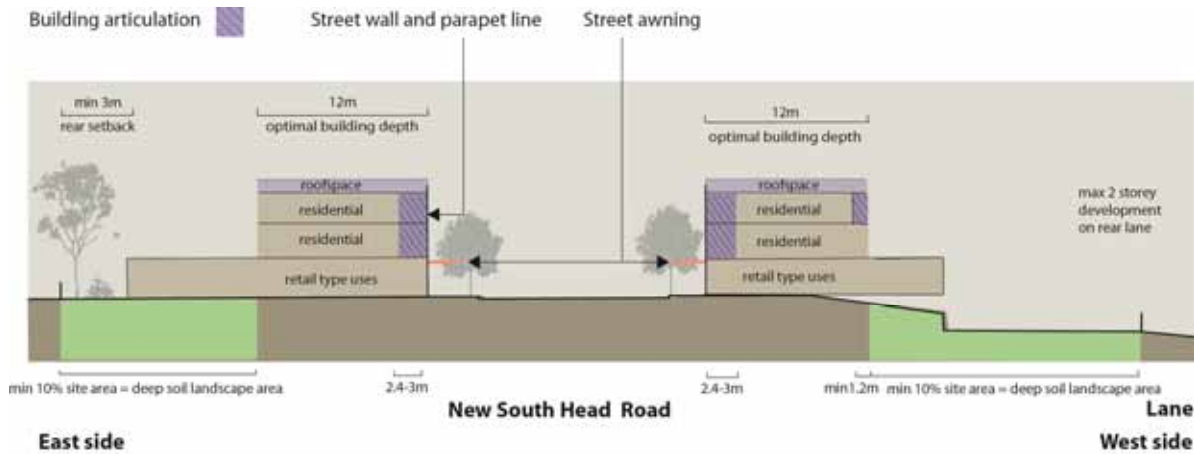 Building articulation
Street wall and parapet line
Street awning
min 3m
rear setback
12m
optimal building depth
12m
optimal building depth
roofspace
residential
residential
retail type uses
roofspace
residential
residential
retail type uses
max 2 storey
development
on rear lane
min 10% site area = deep soil landscape area
2.4-3m
2.4-3m
min1.2m
min 10% site area = deep soil landscape area
New South Head Road
Lane
East side
West side